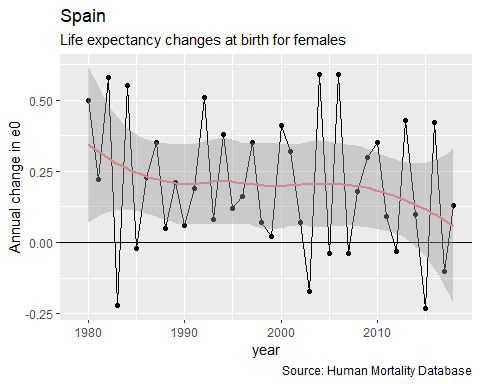 Spain
Life expectancy changes at birth for females
Annual change in e0
0.50
0.25
0.00
-0.25
1980 1990 2000 2010
year
Source: Human Mortality Database